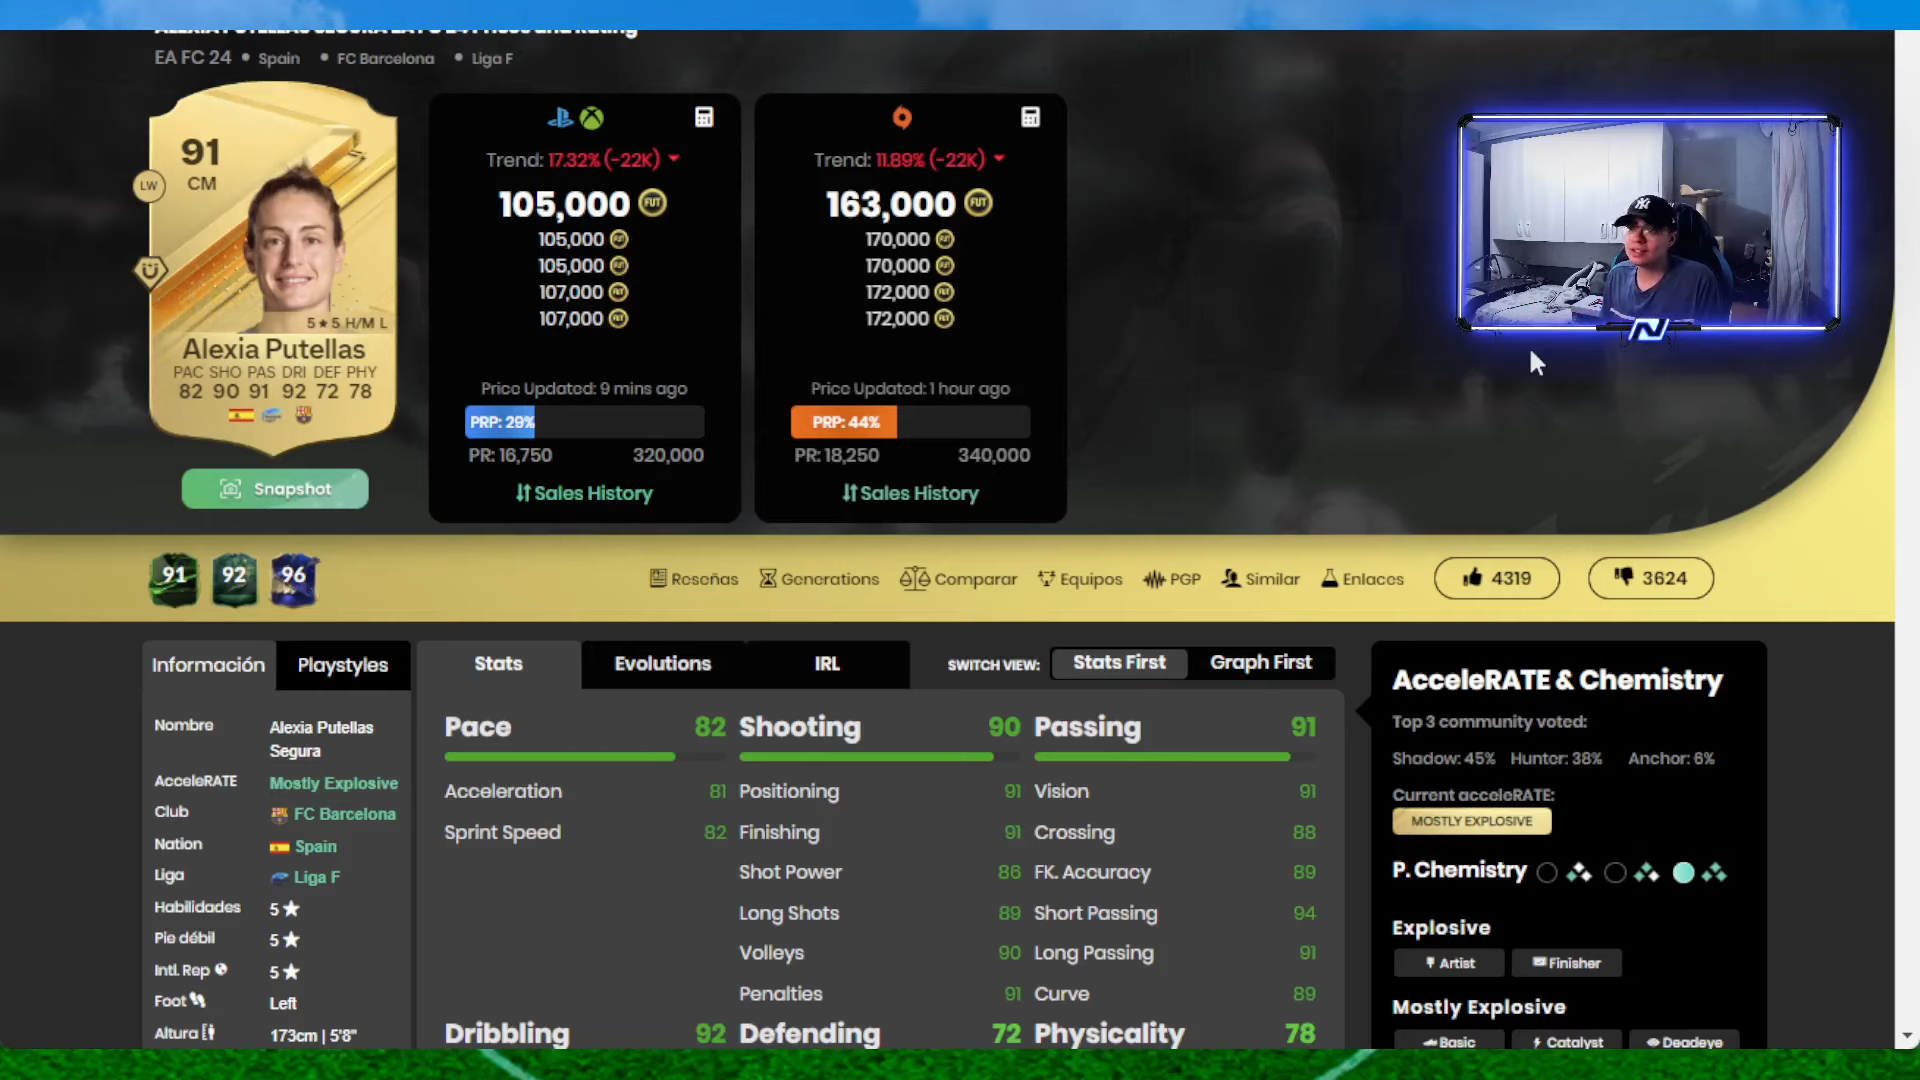 EA FC 24 • Spain • FC Barcelona • Liga F
91
CM
LW
5 ★ 5 H/M L
Alexia Putellas
PAC SHO PAS DRI DEF PHY
82 90 91 92 72 78
Snapshot
Trend: 17.32% (-22K)
105,000
105,000
105,000
107,000
107,000
Price Updated: 9 mins ago
PRP: 29%
PR: 16,750 320,000
Sales History
Trend: 11.89% (-22K)
163,000
170,000
170,000
172,000
172,000
Price Updated: 1 hour ago
PRP: 44%
PR: 18,250 340,000
Sales History
91 92 96
Reseñas Generations Comparar Equipos PGP Similar Enlaces 4319 3624
Información Playstyles
Nombre Alexia Putellas
Segura
AcceleRATE Mostly Explosive
Club FC Barcelona
Nation Spain
Liga Liga F
Habilidades 5 ★
Pie débil 5 ★
Intl. Rep 5 ★
Foot Left
Altura 173cm | 5'8"
Stats Evolutions IRL SWITCH VIEW: Stats First Graph First
Pace 82
Acceleration 81
Sprint Speed 82
Shooting 90
Positioning 91
Finishing 91
Shot Power 86
Long Shots 89
Volleys 90
Penalties 91
Passing 91
Vision 91
Crossing 88
FK. Accuracy 89
Short Passing 94
Long Passing 91
Curve 89
Dribbling 92 Defending 72 Physicality 78
AcceleRATE & Chemistry
Top 3 community voted:
Shadow: 45% Hunter: 38% Anchor: 6%
Current acceleRATE:
MOSTLY EXPLOSIVE
P. Chemistry
Explosive
Artist Finisher
Mostly Explosive
Basic Catalyst Deadeye